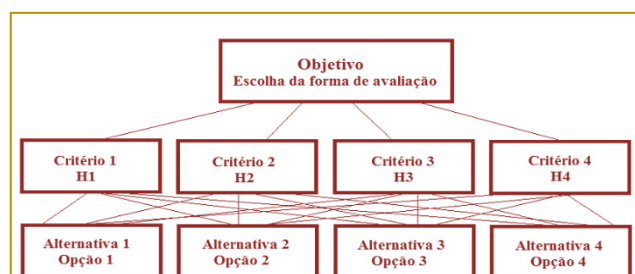 Objetivo
Escolha da forma de avaliação
Critério 1
H1
Critério 2
H2
Critério 3
H3
Critério 4
H4
Alternativa 1
Opção 1
Alternativa 2
Opção 2
Alternativa 3
Opção 3
Alternativa 4
Opção 4